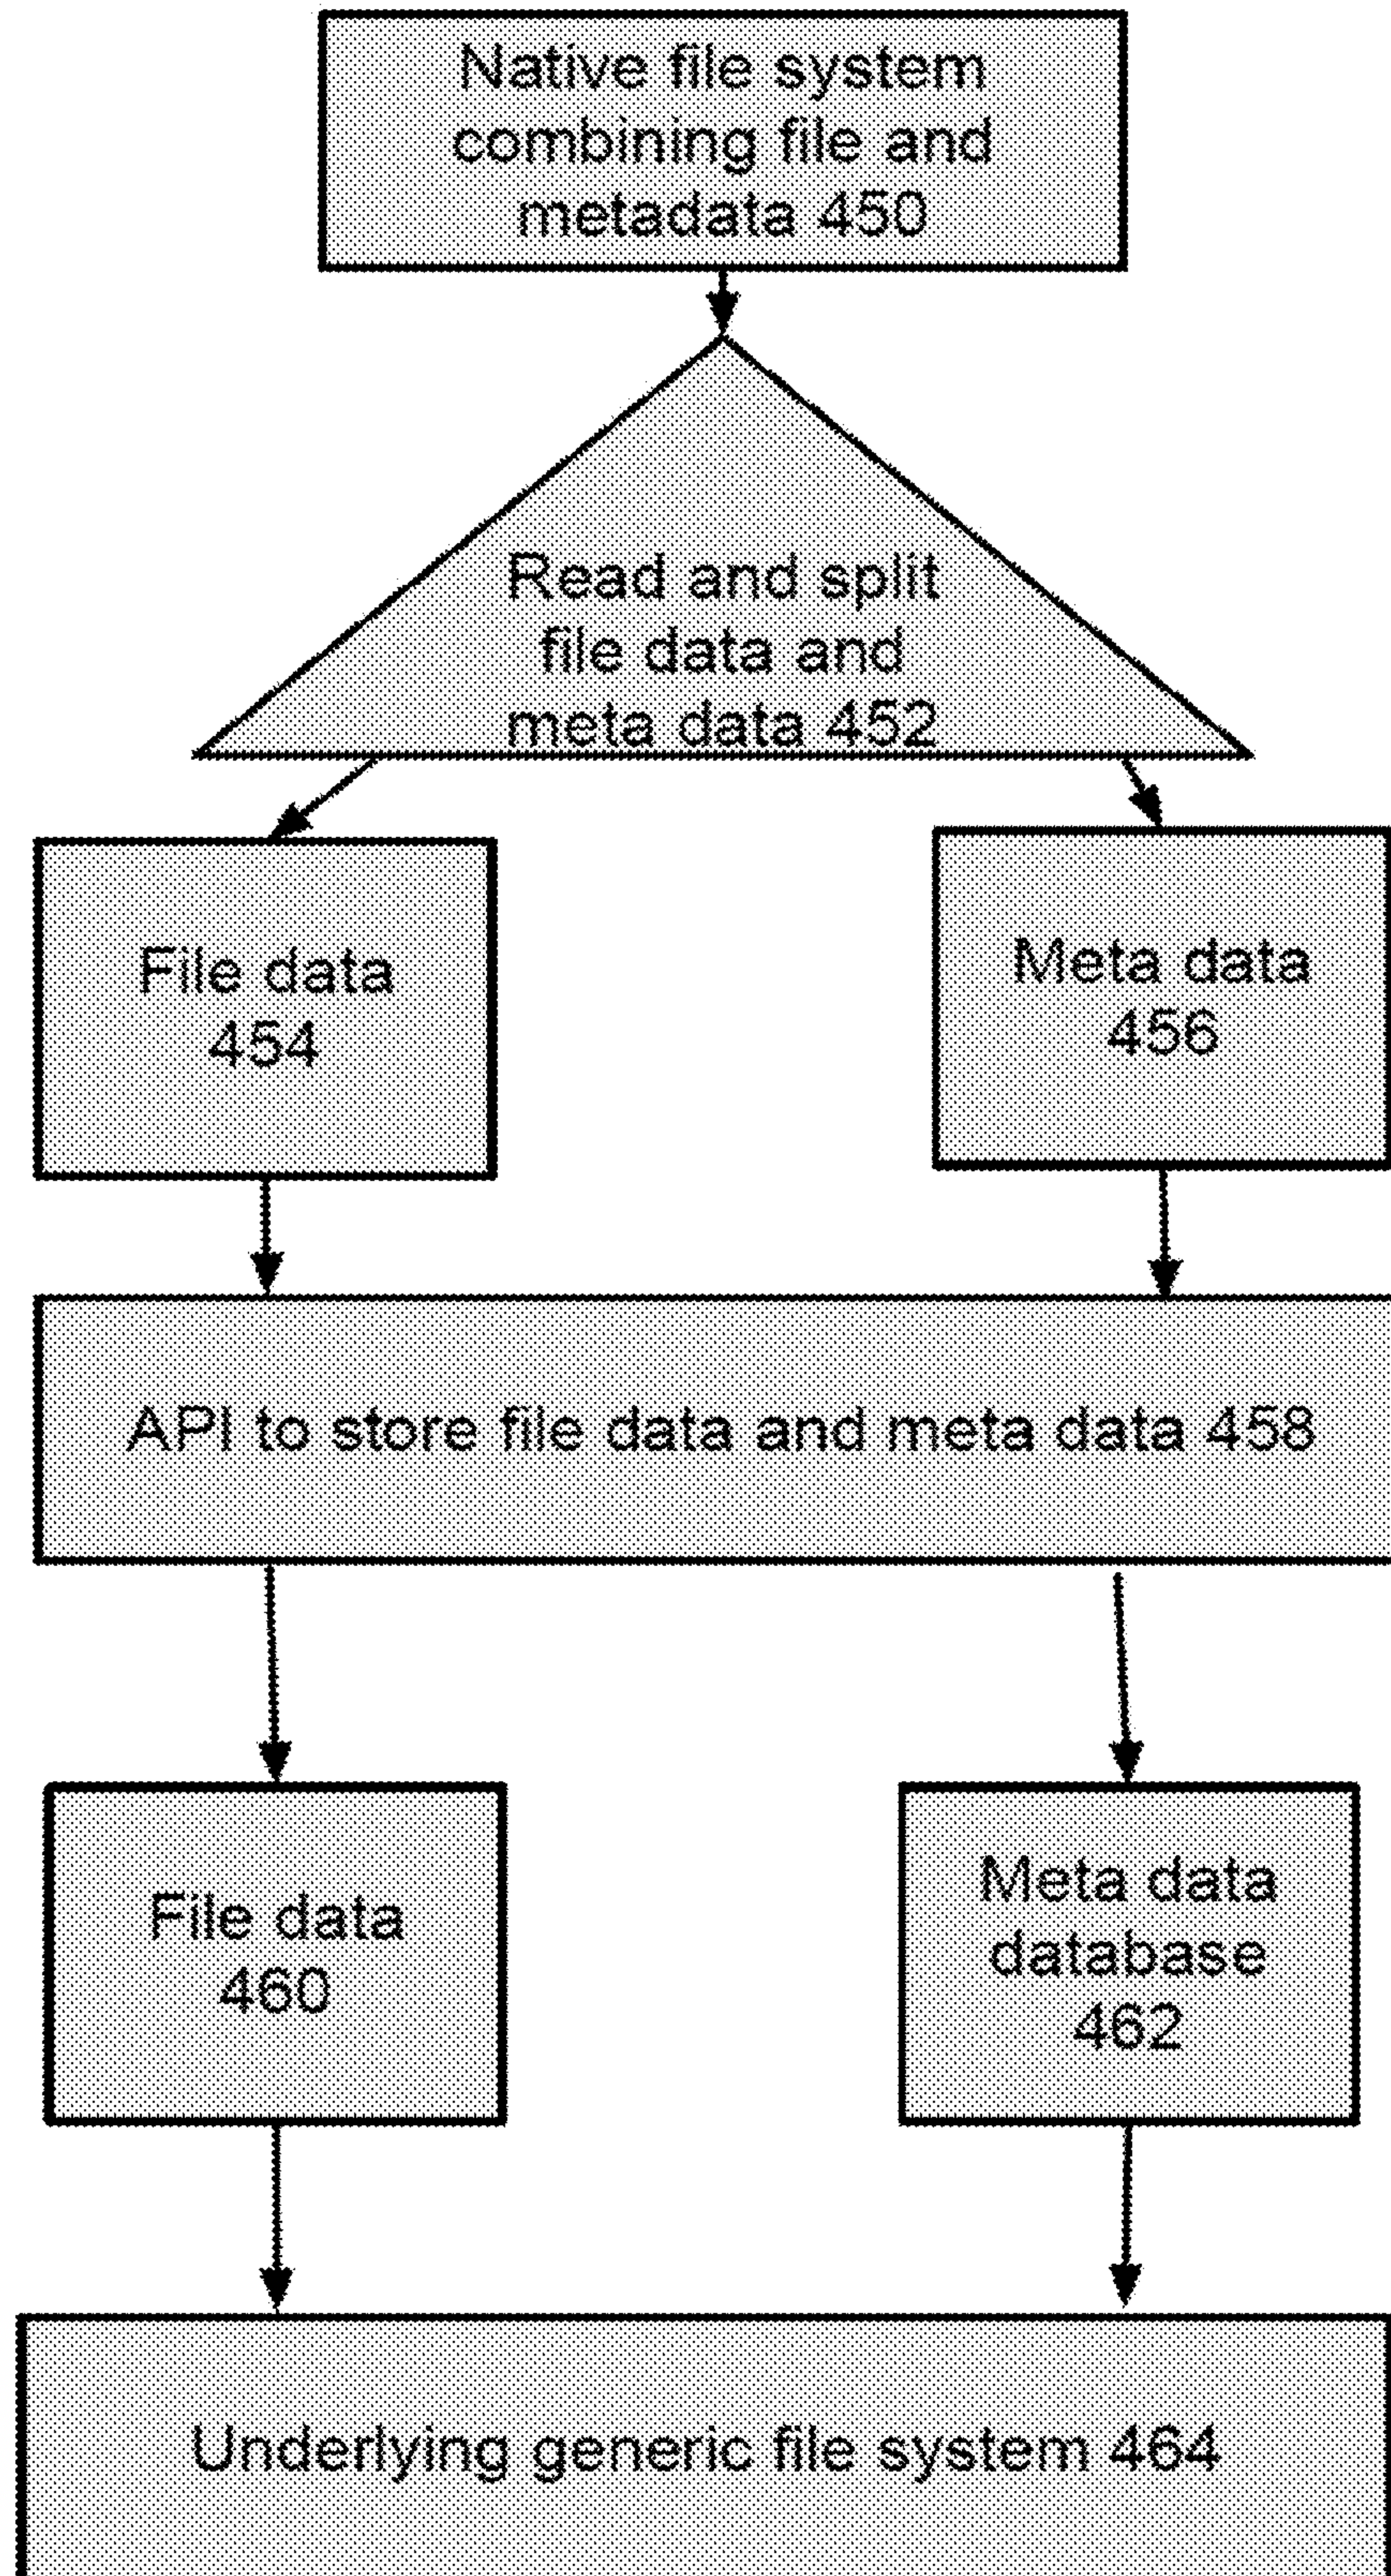 Native file system
combining file and
metadata 450
Read and split
file data and
meta data 452
File data
454
Meta data
456
API to store file data and meta data 458
File data
460
Meta data
database
462
Underlying generic file system 464